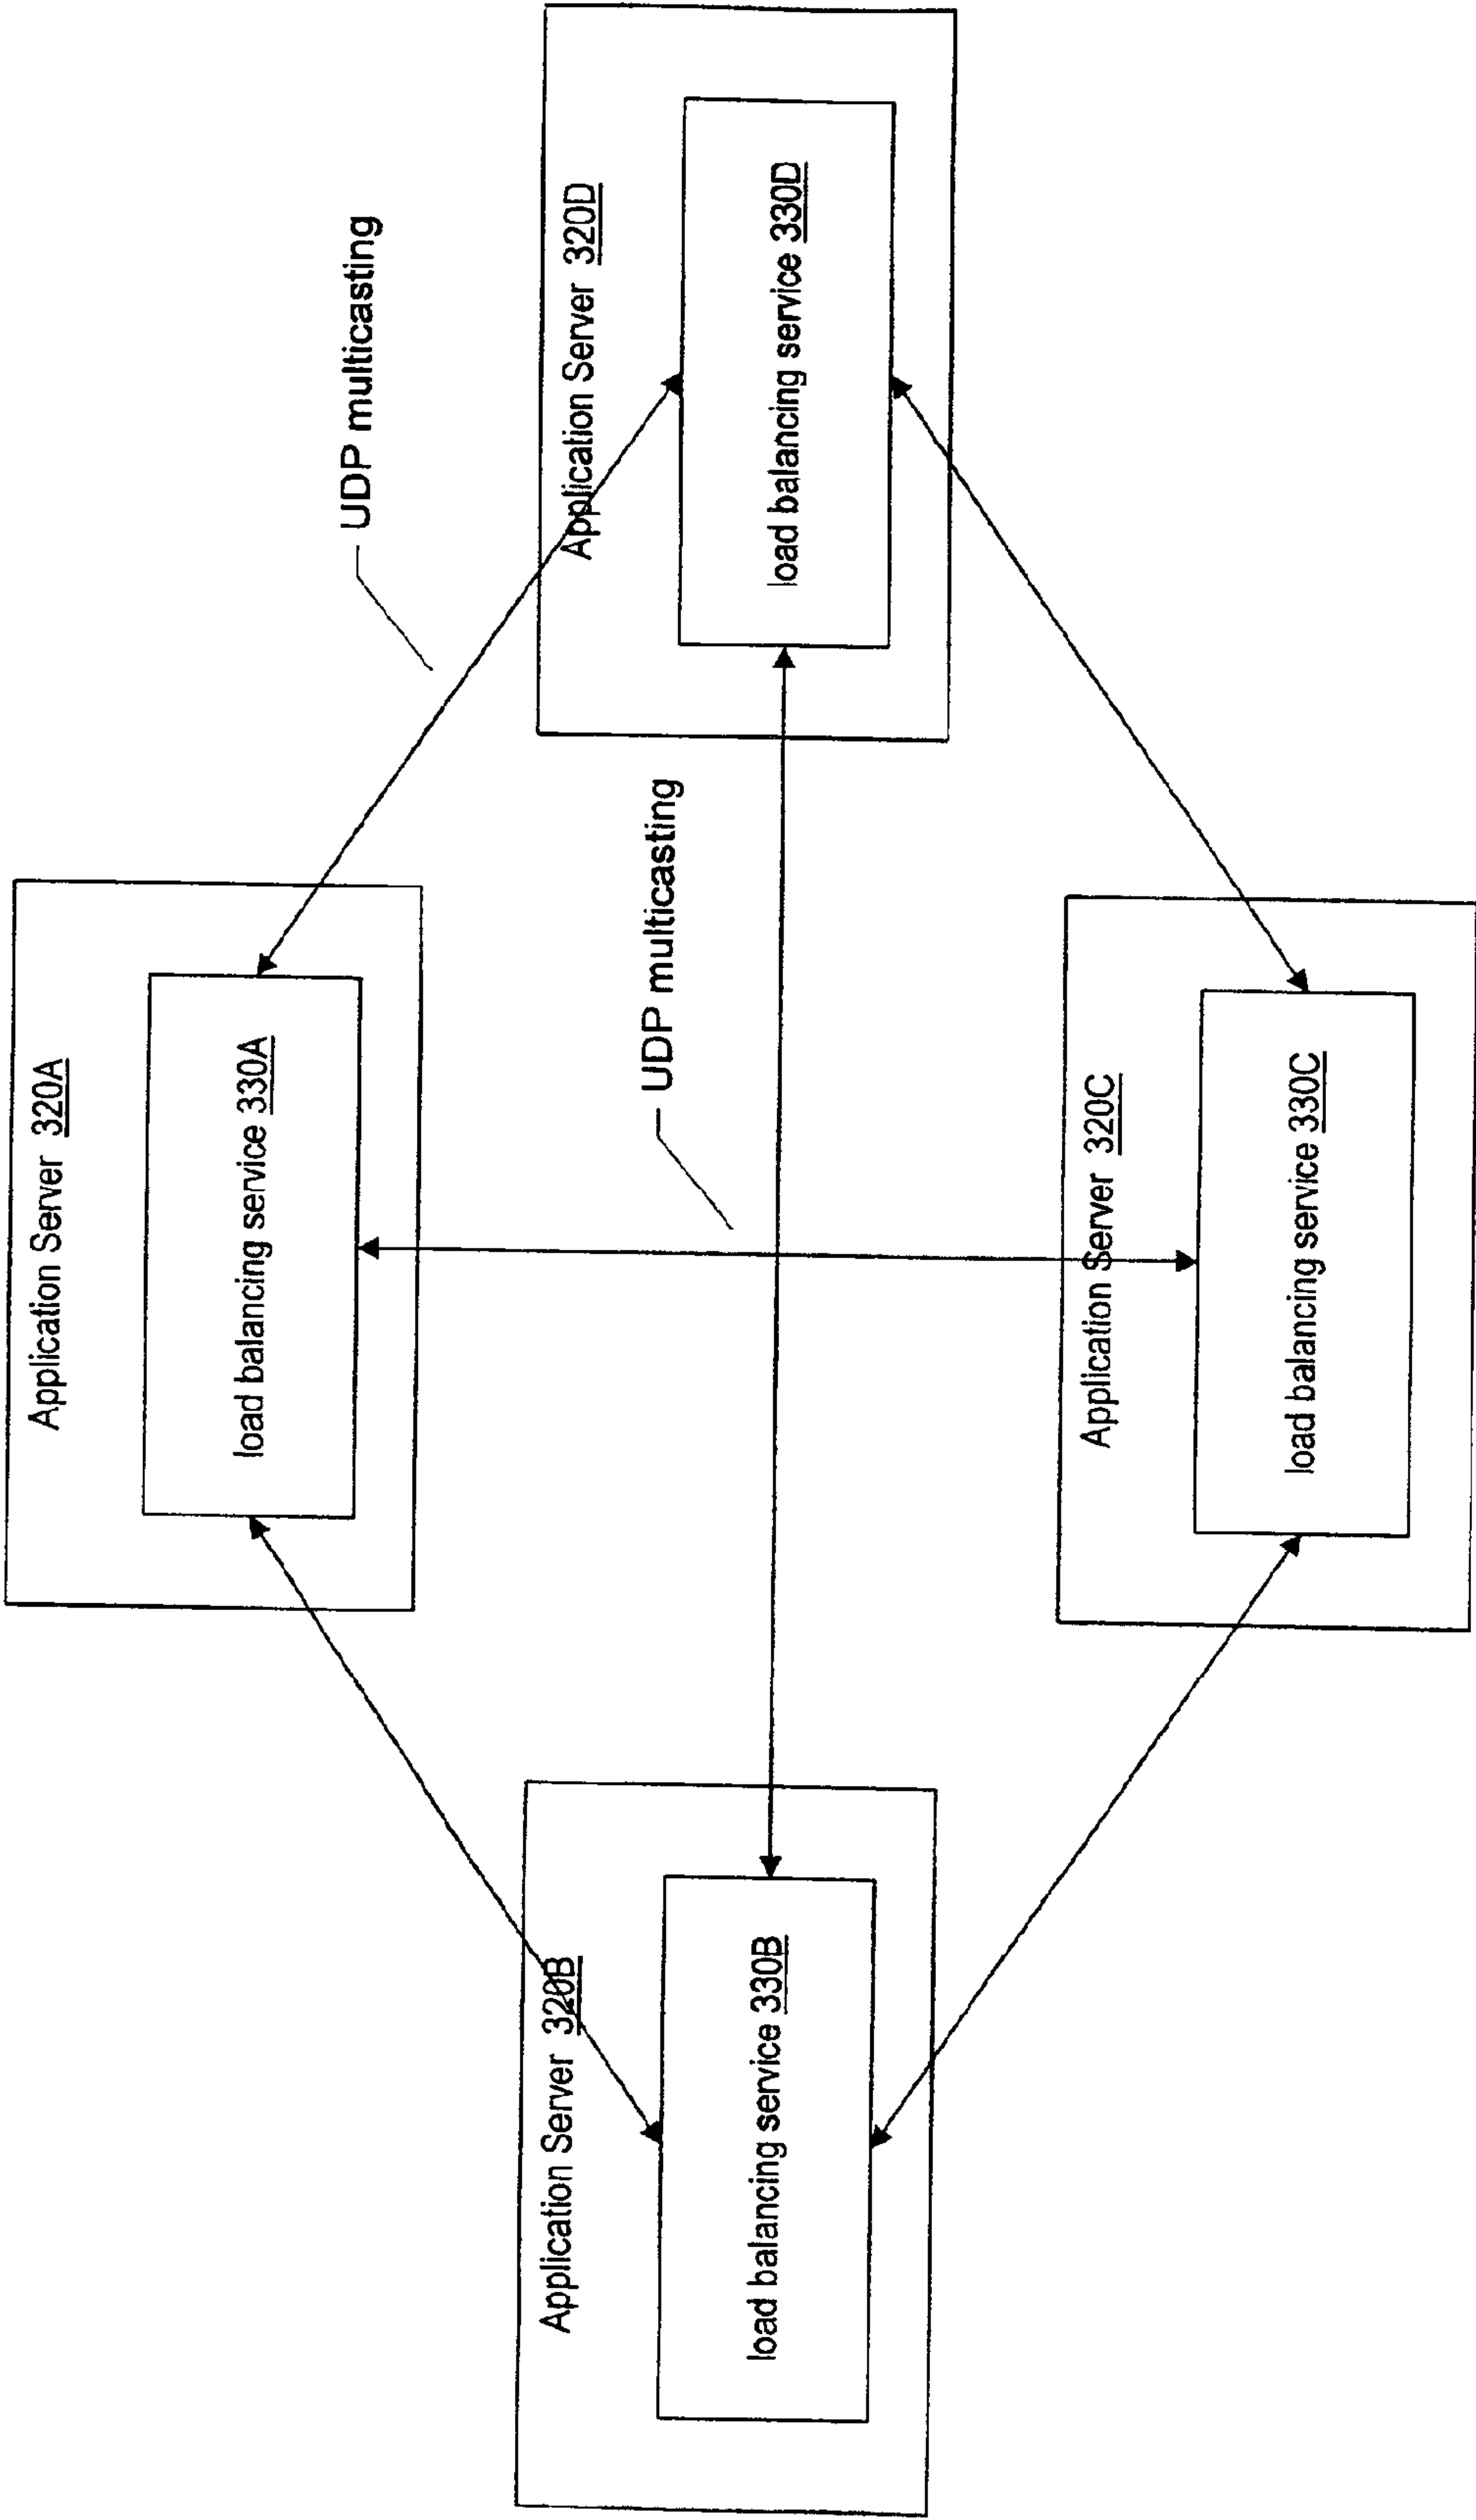 Application Server 320A
load balancing service 330A
UDP multicasting
UDP multicasting
Application Server 320B
load balancing service 330B
Application Server 320D
load balancing service 330D
Application Server 320C
load balancing service 330C